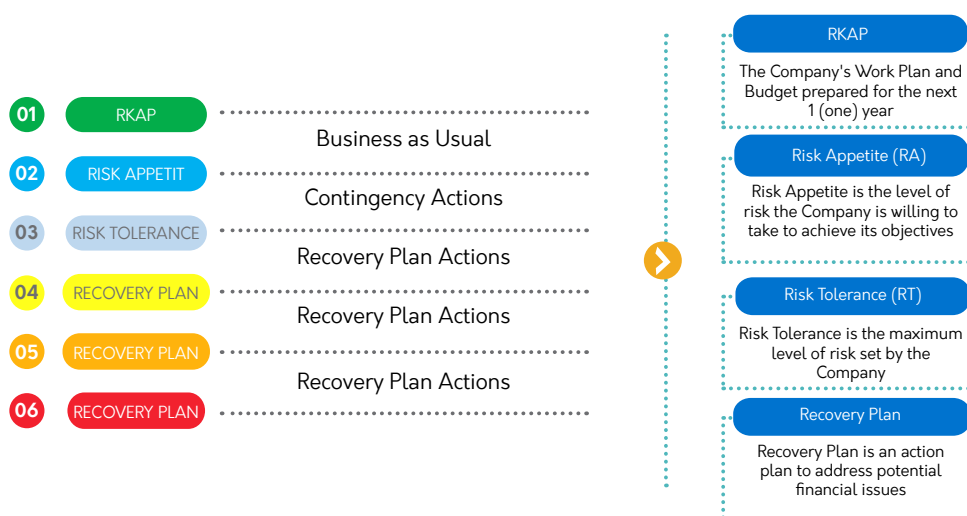 01 RKAP
Business as Usual
02 RISK APPETIT
Contingency Actions
03 RISK TOLERANCE
Recovery Plan Actions
04 RECOVERY PLAN
Recovery Plan Actions
05 RECOVERY PLAN
Recovery Plan Actions
06 RECOVERY PLAN
RKAP
The Company's Work Plan and
Budget prepared for the next
1 (one) year
Risk Appetite (RA)
Risk Appetite is the level of
risk the Company is willing to
take to achieve its objectives
Risk Tolerance (RT)
Risk Tolerance is the maximum
level of risk set by the
Company
Recovery Plan
Recovery Plan is an action
plan to address potential
financial issues